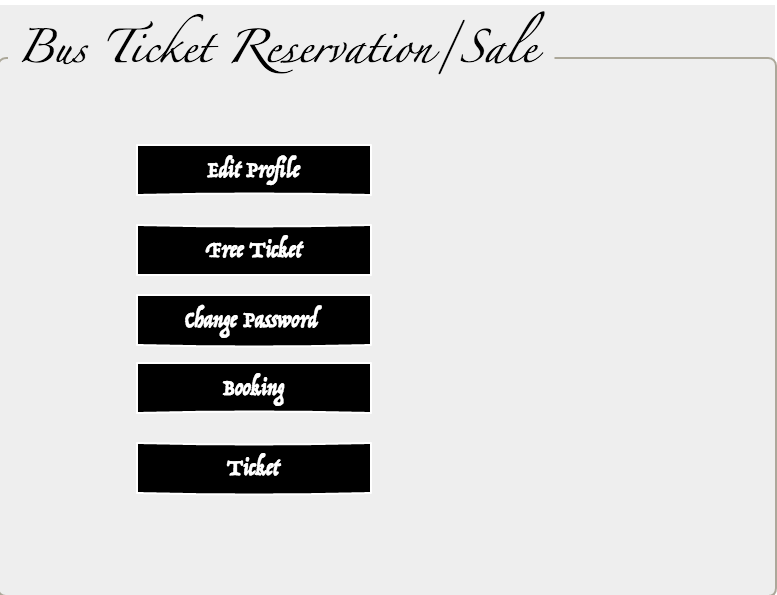 Bus Ticket Reservation/Sale
Edit Profile
Free Ticket
Change Password
Booking
Ticket